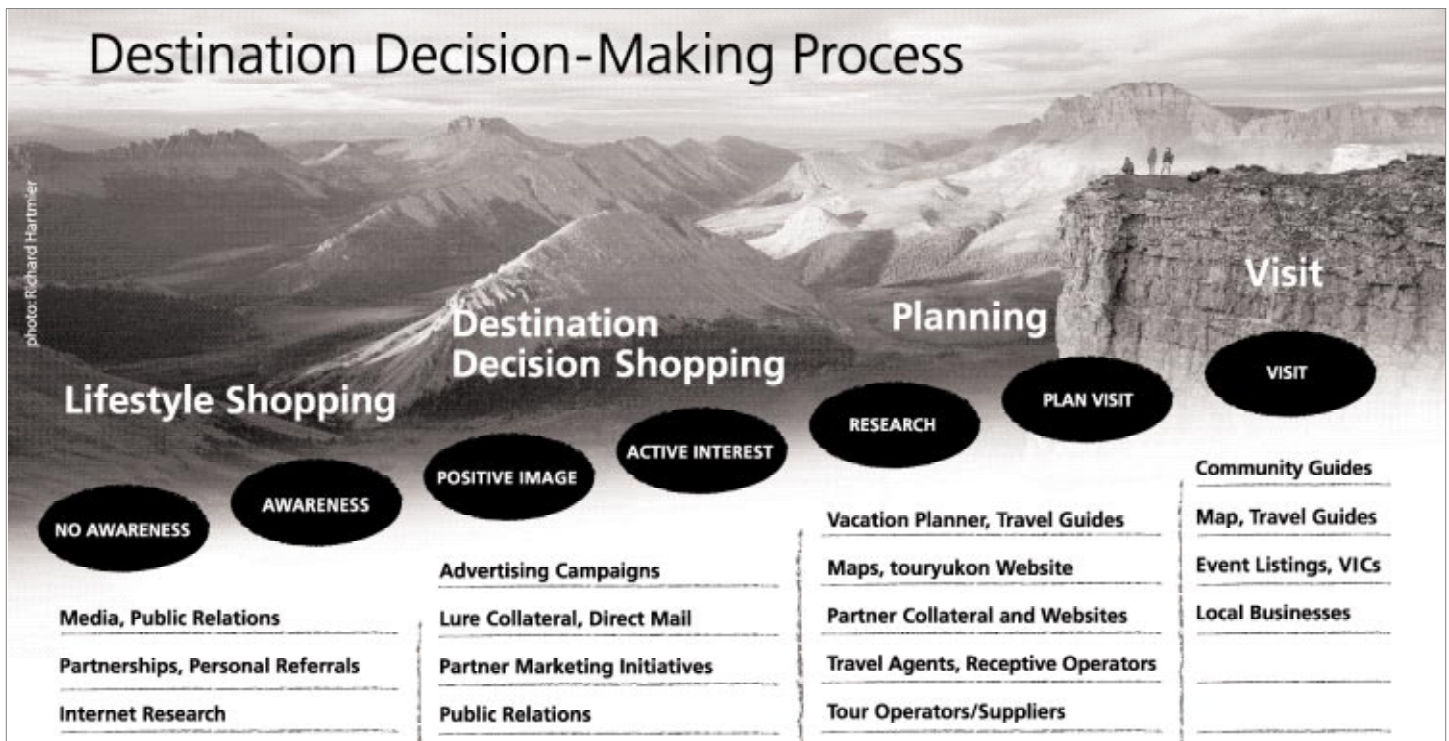 Destination Decision-Making Process
photo: Richard Hartmier
Lifestyle Shopping
Destination
Decision Shopping
Planning
Visit
NO AWARENESS
AWARENESS
POSITIVE IMAGE
ACTIVE INTEREST
RESEARCH
PLAN VISIT
VISIT
Media, Public Relations
Partnerships, Personal Referrals
Internet Research
Advertising Campaigns
Lure Collateral, Direct Mail
Partner Marketing Initiatives
Public Relations
Vacation Planner, Travel Guides
Maps, touryukon Website
Partner Collateral and Websites
Travel Agents, Receptive Operators
Tour Operators/Suppliers
Community Guides
Map, Travel Guides
Event Listings, VICs
Local Businesses